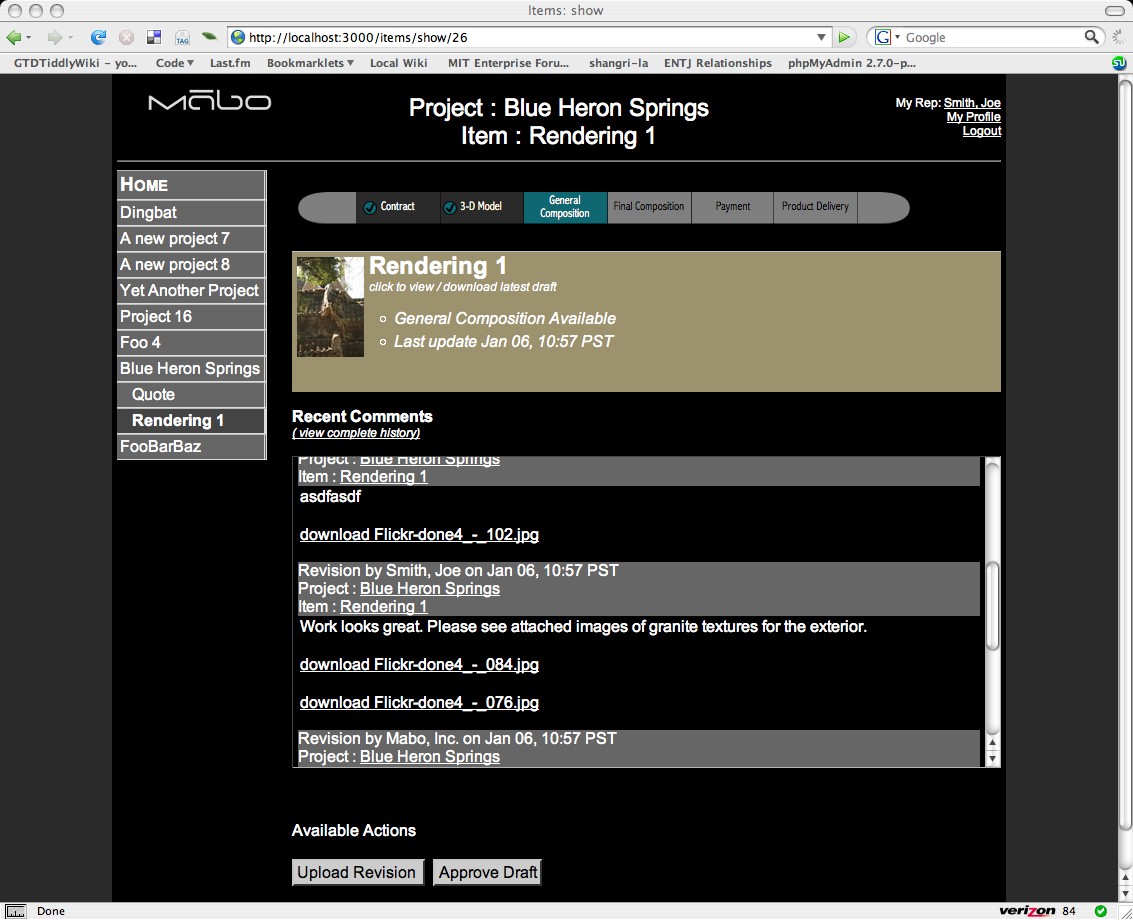 Items: show
http://localhost:3000/items/show/26
G
Google
TAG
GTDTiddlyWiki - yo... Code Last.fm Bookmarklets Local Wiki MIT Enterprise Foru... shangri-la ENTJ Relationships phpMyAdmin 2.7.0-p...
SU
Mābo
Project : Blue Heron Springs
Item : Rendering 1
My Rep: Smith, Joe
My Profile
Logout
HOME
Dingbat
A new project 7
A new project 8
Yet Another Project
Project 16
Foo 4
Blue Heron Springs
Quote
Rendering 1
FooBarBaz
Contract
3-D Model
General
Composition
Final Composition
Payment
Product Delivery
Rendering 1
click to view / download latest draft
General Composition Available
Last update Jan 06, 10:57 PST
Recent Comments
( view complete history)
Project : Blue Heron Springs
Item : Rendering 1
asdfasdf
download Flickr-done4_-_102.jpg
Revision by Smith, Joe on Jan 06, 10:57 PST
Project : Blue Heron Springs
Item : Rendering 1
Work looks great. Please see attached images of granite textures for the exterior.
download Flickr-done4_-_084.jpg
download Flickr-done4_-_076.jpg
Revision by Mabo, Inc. on Jan 06, 10:57 PST
Project : Blue Heron Springs
Available Actions
Upload Revision
Approve Draft
Done
verizon 84